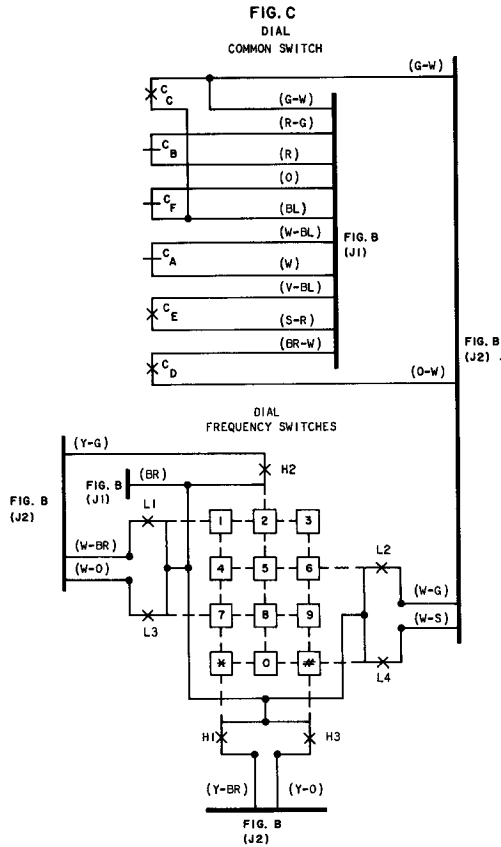 FIG. C
DIAL
COMMON SWITCH
(G-W)
C C
(G-W)
(R-G)
C B
(R)
(O)
C F
(BL)
(W-BL)
FIG. B
(J1)
C A
(W)
(V-BL)
C E
(S-R)
(BR-W)
FIG. B
(J2)
C D
(O-W)
DIAL
FREQUENCY SWITCHES
(Y-G)
(BR)
H2
FIG. B
(J1)
FIG. B
(J2)
L1
1 2 3
(W-BR)
L2
4 5 6
(W-O)
(W-G)
L3
7 8 9
(W-S)
* 0 #
L4
H1
H3
(Y-BR)
(Y-O)
FIG. B
(J2)